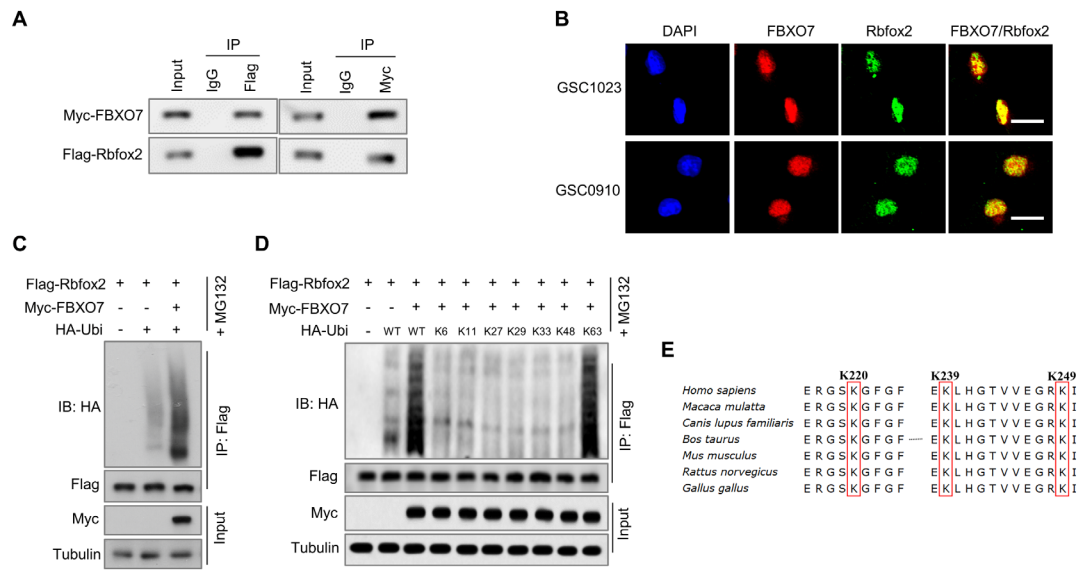 A
IP
IP
Input
IgG
Flag
Input
IgG
Myc
Myc-FBXO7
Flag-Rbfox2
B
DAPI
FBXO7
Rbfox2
FBXO7/Rbfox2
GSC1023
GSC0910
C
Flag-Rbfox2 + + +
Myc-FBXO7 - - +
HA-Ubi - + +
+ MG132
IB: HA
IP: Flag
Flag
Myc
Input
Tubulin
D
Flag-Rbfox2 + + + + + + + + + +
Myc-FBXO7 - - + + + + + + + +
HA-Ubi - WT WT K6 K11 K27 K29 K33 K48 K63
+ MG132
IB: HA
IP: Flag
Flag
Myc
Input
Tubulin
E
K220 K239 K249
Homo sapiens E R G S K G F G F E K L H G T V V E G R K I
Macaca mulatta E R G S K G F G F E K L H G T V V E G R K I
Canis lupus familiaris E R G S K G F G F E K L H G T V V E G R K I
Bos taurus E R G S K G F G F ...... E K L H G T V V E G R K I
Mus musculus E R G S K G F G F E K L H G T V V E G R K I
Rattus norvegicus E R G S K G F G F E K L H G T V V E G R K I
Gallus gallus E R G S K G F G F E K L H G T V V E G R K I